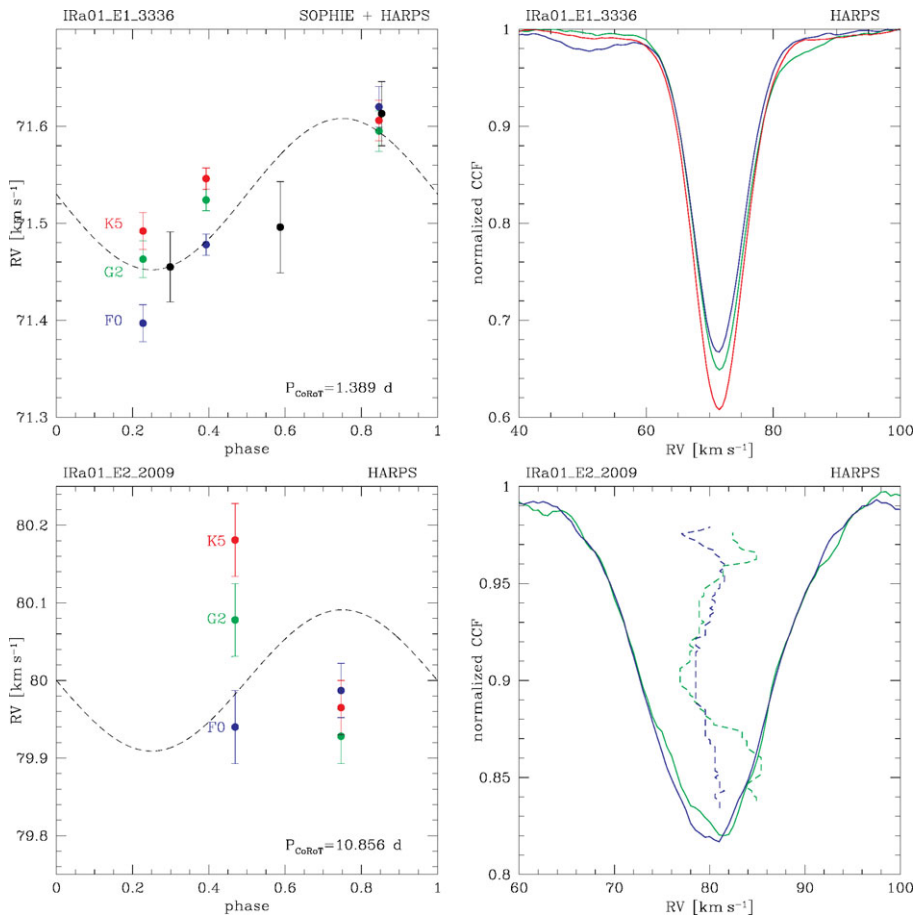 IRa01_E1_3336 SOPHIE + HARPS
RV [km s⁻¹]
71.6
71.5
71.4
71.3
K5
G2
F0
P_CoRoT=1.389 d
0 0.2 0.4 0.6 0.8 1
phase
IRa01_E1_3336 HARPS
normalized CCF
1
0.9
0.8
0.7
0.6
40 60 80 100
RV [km s⁻¹]
IRa01_E2_2009 HARPS
RV [km s⁻¹]
80.2
80.1
80
79.9
79.8
K5
G2
F0
P_CoRoT=10.856 d
0 0.2 0.4 0.6 0.8 1
phase
IRa01_E2_2009 HARPS
normalized CCF
1
0.95
0.9
0.85
0.8
60 70 80 90 100
RV [km s⁻¹]